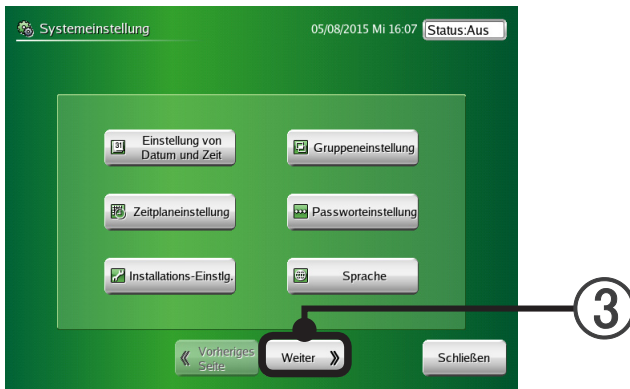 Systemeinstellung 05/08/2015 Mi 16:07 Status:Aus
31 Einstellung von
Datum und Zeit
Gruppeneinstellung
Zeitplaneinstellung
Passworteinstellung
Installations-Einstlg.
Sprache
Vorheriges
Seite
Weiter
Schließen
3